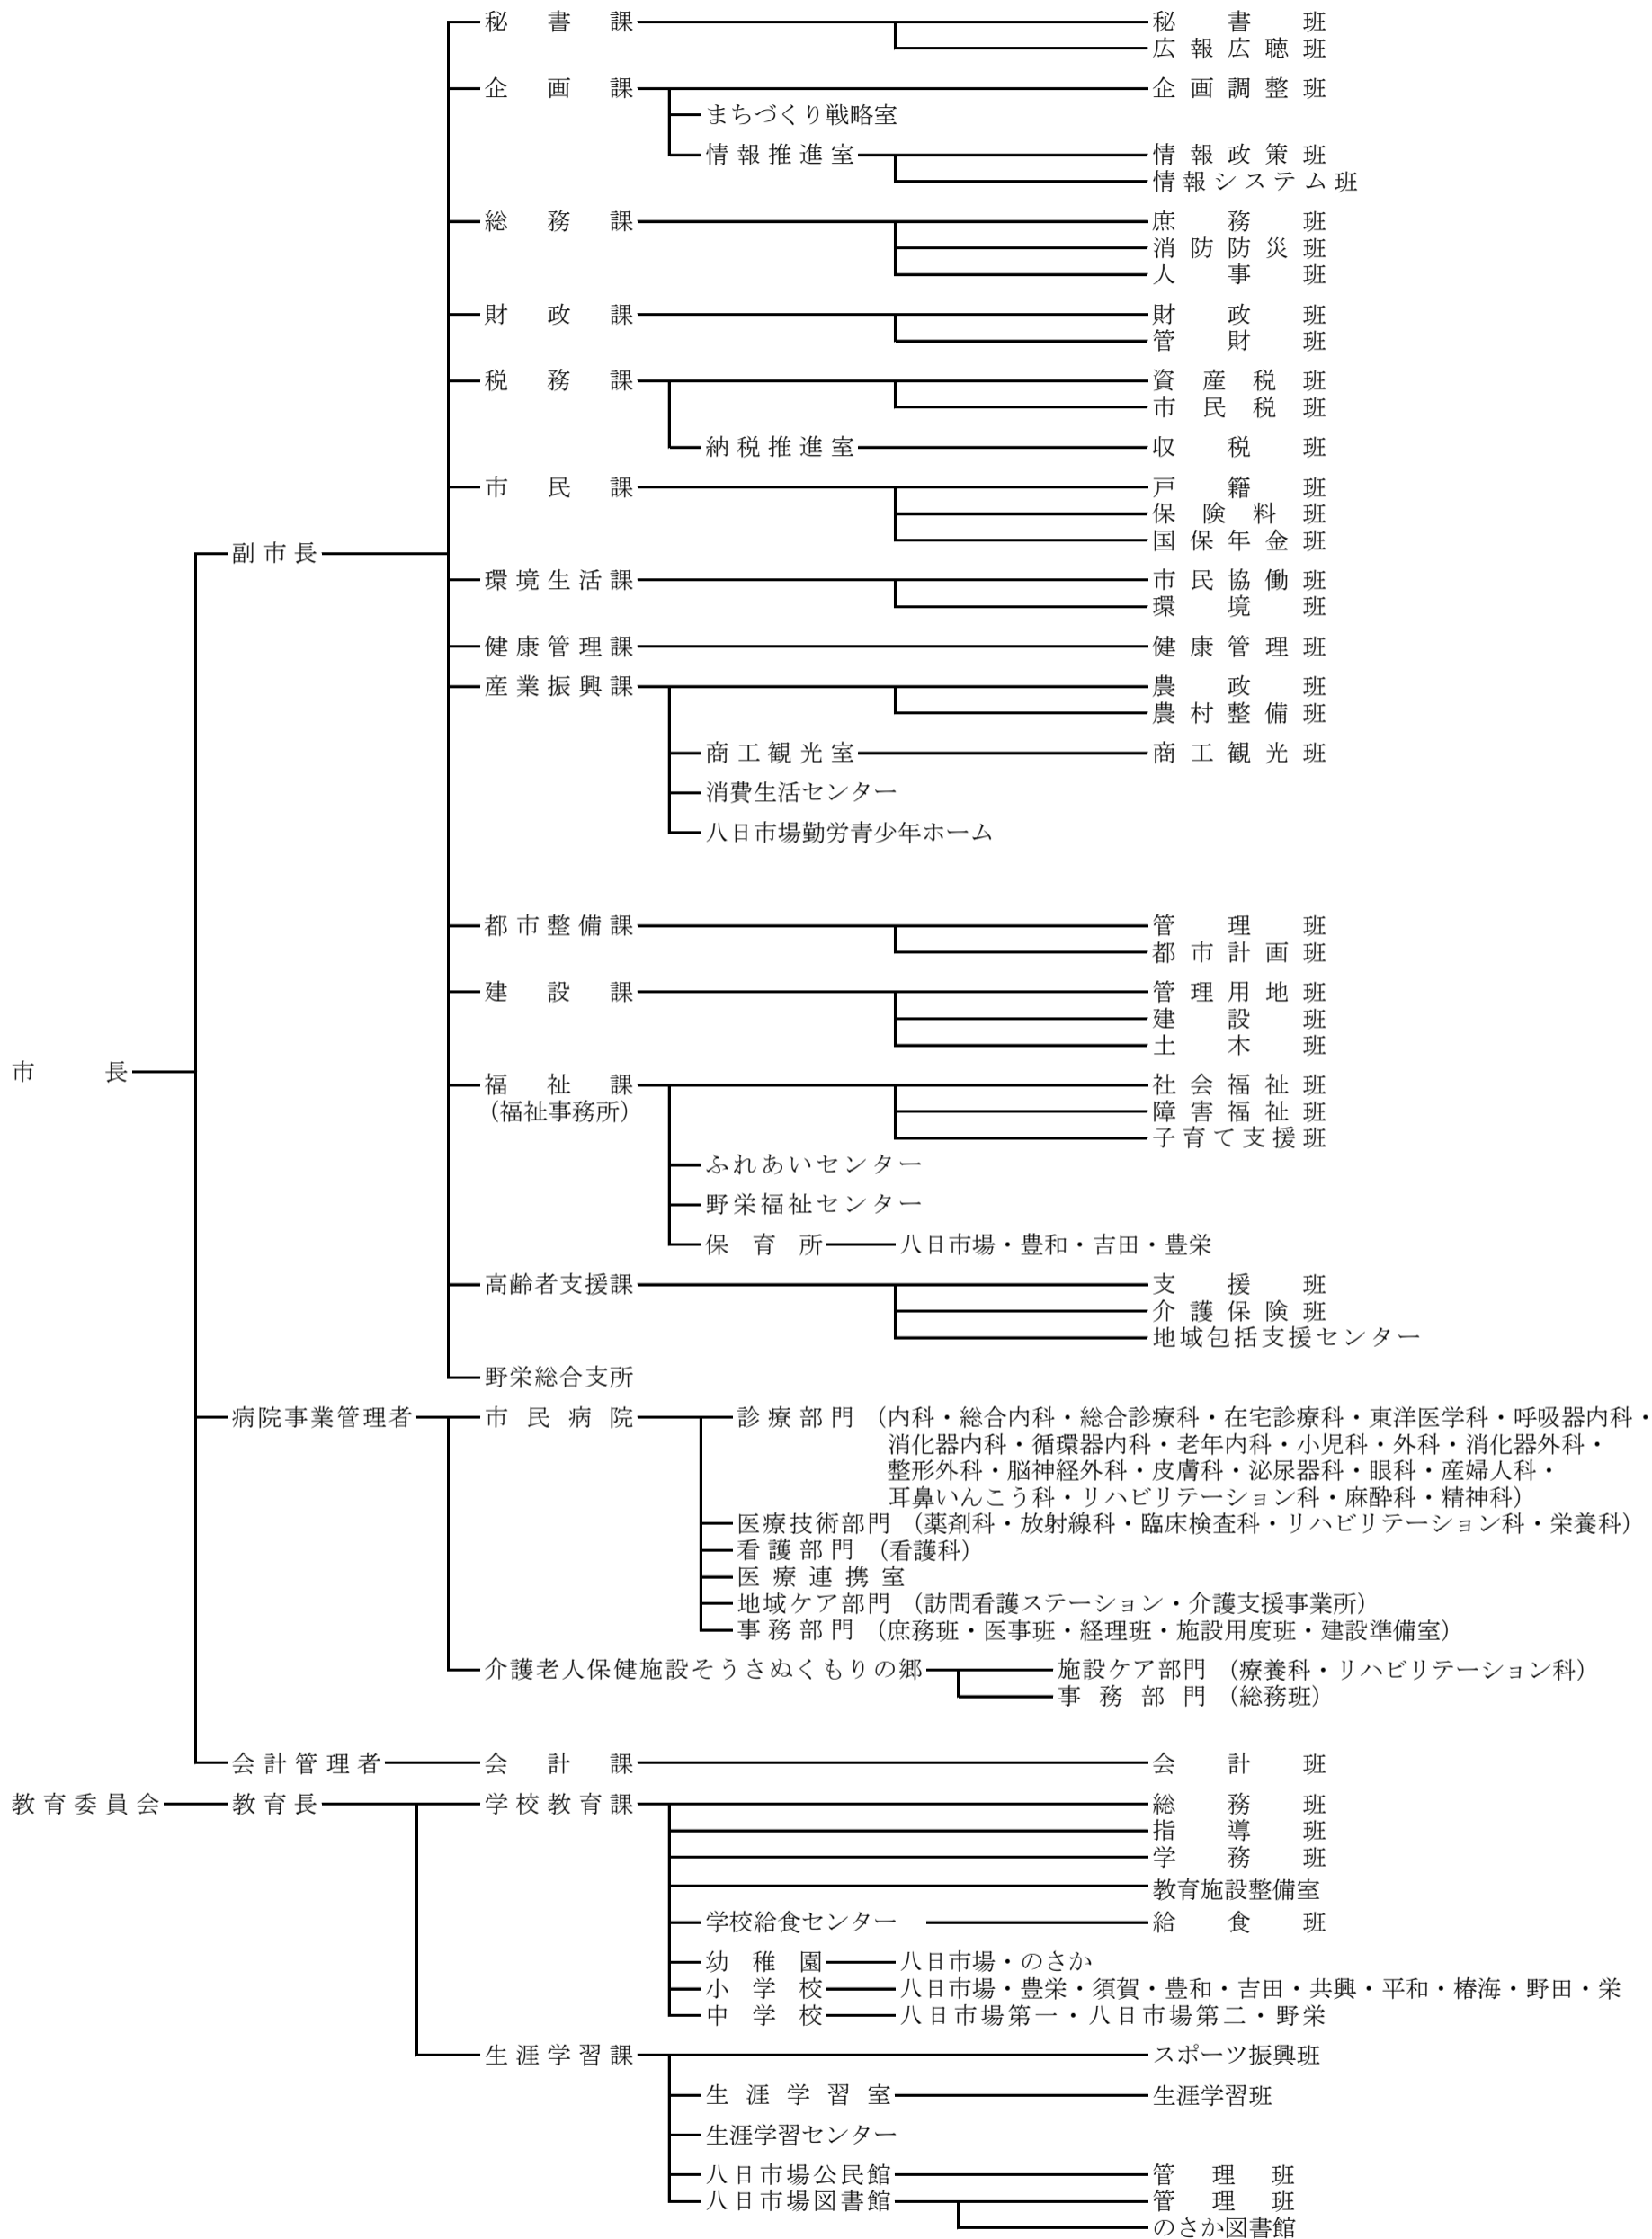 秘書課 秘書班
広報広聴班
企画課 企画調整班
まちづくり戦略室
情報推進室 情報政策班
情報システム班
総務課 庶務班
消防防災班
人事班
財政課 財政班
管財班
税務課 資産税班
市民税班
納税推進室 収税班
市民課 戸籍班
保険料班
国保年金班
副市長
環境生活課 市民協働班
環境班
健康管理課 健康管理班
産業振興課 農政班
農村整備班
商工観光室 商工観光班
消費生活センター
八日市場勤労青少年ホーム
都市整備課 管理班
都市計画班
建設課 管理用地班
建設班
土木班
市長
福祉課 社会福祉班
（福祉事務所） 障害福祉班
子育て支援班
ふれあいセンター
野栄福祉センター
保育所 八日市場・豊和・吉田・豊栄
高齢者支援課 支援班
介護保険班
地域包括支援センター
野栄総合支所
病院事業管理者 市民病院 診療部門 （内科・総合内科・総合診療科・在宅診療科・東洋医学科・呼吸器内科・
消化器内科・循環器内科・老年内科・小児科・外科・消化器外科・
整形外科・脳神経外科・皮膚科・泌尿器科・眼科・産婦人科・
耳鼻いんこう科・リハビリテーション科・麻酔科・精神科）
医療技術部門 （薬剤科・放射線科・臨床検査科・リハビリテーション科・栄養科）
看護部門 （看護科）
医療連携室
地域ケア部門 （訪問看護ステーション・介護支援事業所）
事務部門 （庶務班・医事班・経理班・施設用度班・建設準備室）
介護老人保健施設そうさぬくもりの郷 施設ケア部門 （療養科・リハビリテーション科）
事務部門 （総務班）
会計管理者 会計課 会計班
教育委員会 教育長 学校教育課 総務班
指導班
学務班
教育施設整備室
学校給食センター 給食班
幼稚園 八日市場・のさか
小学校 八日市場・豊栄・須賀・豊和・吉田・共興・平和・椿海・野田・栄
中学校 八日市場第一・八日市場第二・野栄
生涯学習課 スポーツ振興班
生涯学習室 生涯学習班
生涯学習センター
八日市場公民館 管理班
八日市場図書館 管理班
のさか図書館